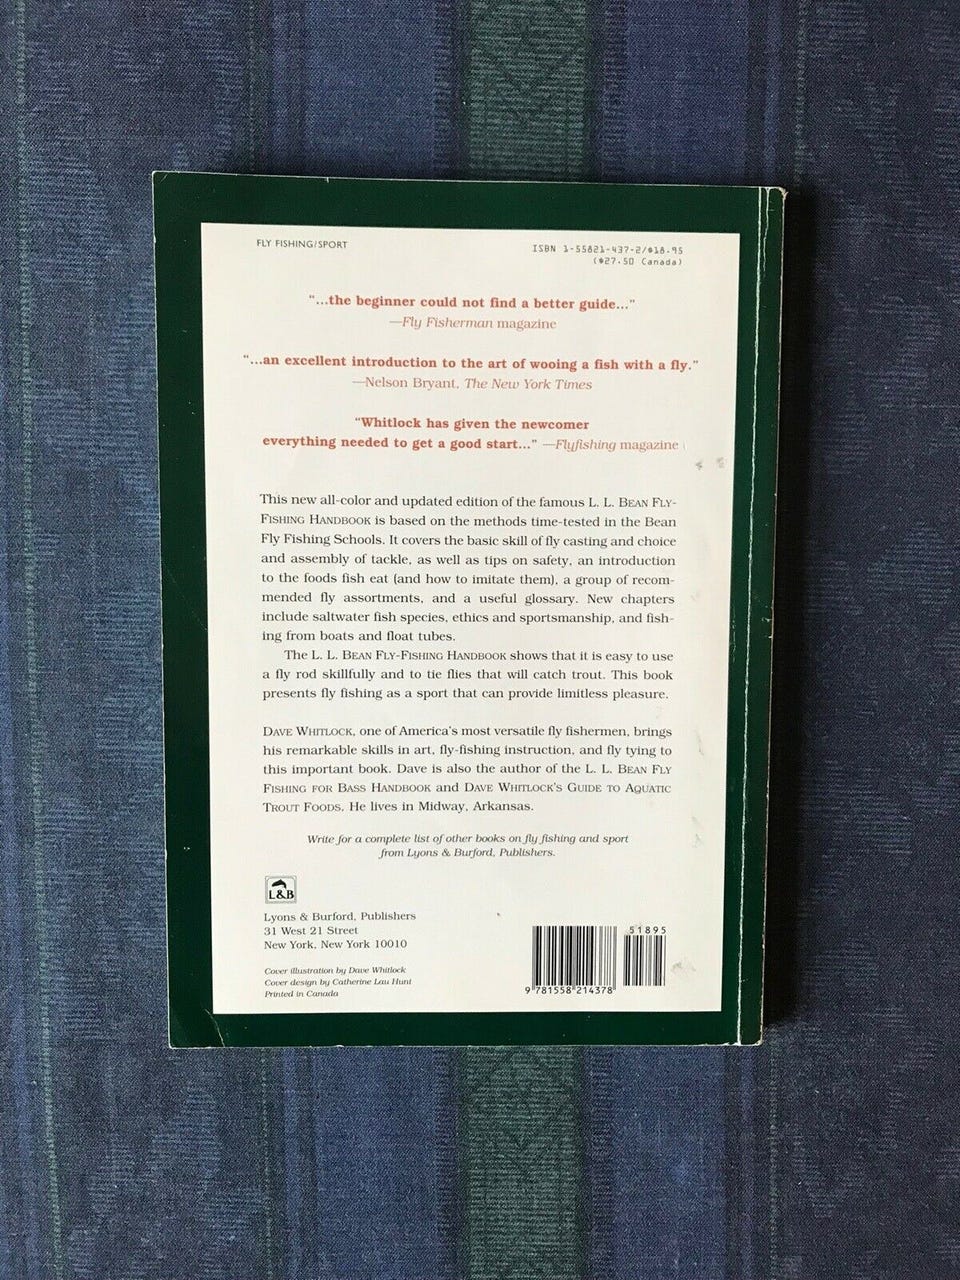 FLY FISHING/SPORT
ISBN 1-55821-437-2/$18.95
($27.50 Canada)
"...the beginner could not find a better guide..."
—Fly Fisherman magazine
"...an excellent introduction to the art of wooing a fish with a fly."
—Nelson Bryant, The New York Times
"Whitlock has given the newcomer
everything needed to get a good start..." —Flyfishing magazine
This new all-color and updated edition of the famous L. L. BEAN FLY-
FISHING HANDBOOK is based on the methods time-tested in the Bean
Fly Fishing Schools. It covers the basic skill of fly casting and choice
and assembly of tackle, as well as tips on safety, an introduction
to the foods fish eat (and how to imitate them), a group of recom-
mended fly assortments, and a useful glossary. New chapters
include saltwater fish species, ethics and sportsmanship, and fish-
ing from boats and float tubes.
The L. L. BEAN FLY-FISHING HANDBOOK shows that it is easy to use
a fly rod skillfully and to tie flies that will catch trout. This book
presents fly fishing as a sport that can provide limitless pleasure.
DAVE WHITLOCK, one of America's most versatile fly fishermen, brings
his remarkable skills in art, fly-fishing instruction, and fly tying to
this important book. Dave is also the author of the L. L. BEAN FLY
FISHING FOR BASS HANDBOOK and DAVE WHITLOCK'S GUIDE TO AQUATIC
TROUT FOODS. He lives in Midway, Arkansas.
Write for a complete list of other books on fly fishing and sport
from Lyons & Burford, Publishers.
L&B
Lyons & Burford, Publishers
31 West 21 Street
New York, New York 10010
Cover illustration by Dave Whitlock
Cover design by Catherine Lau Hunt
Printed in Canada
51895
9 781558 214378